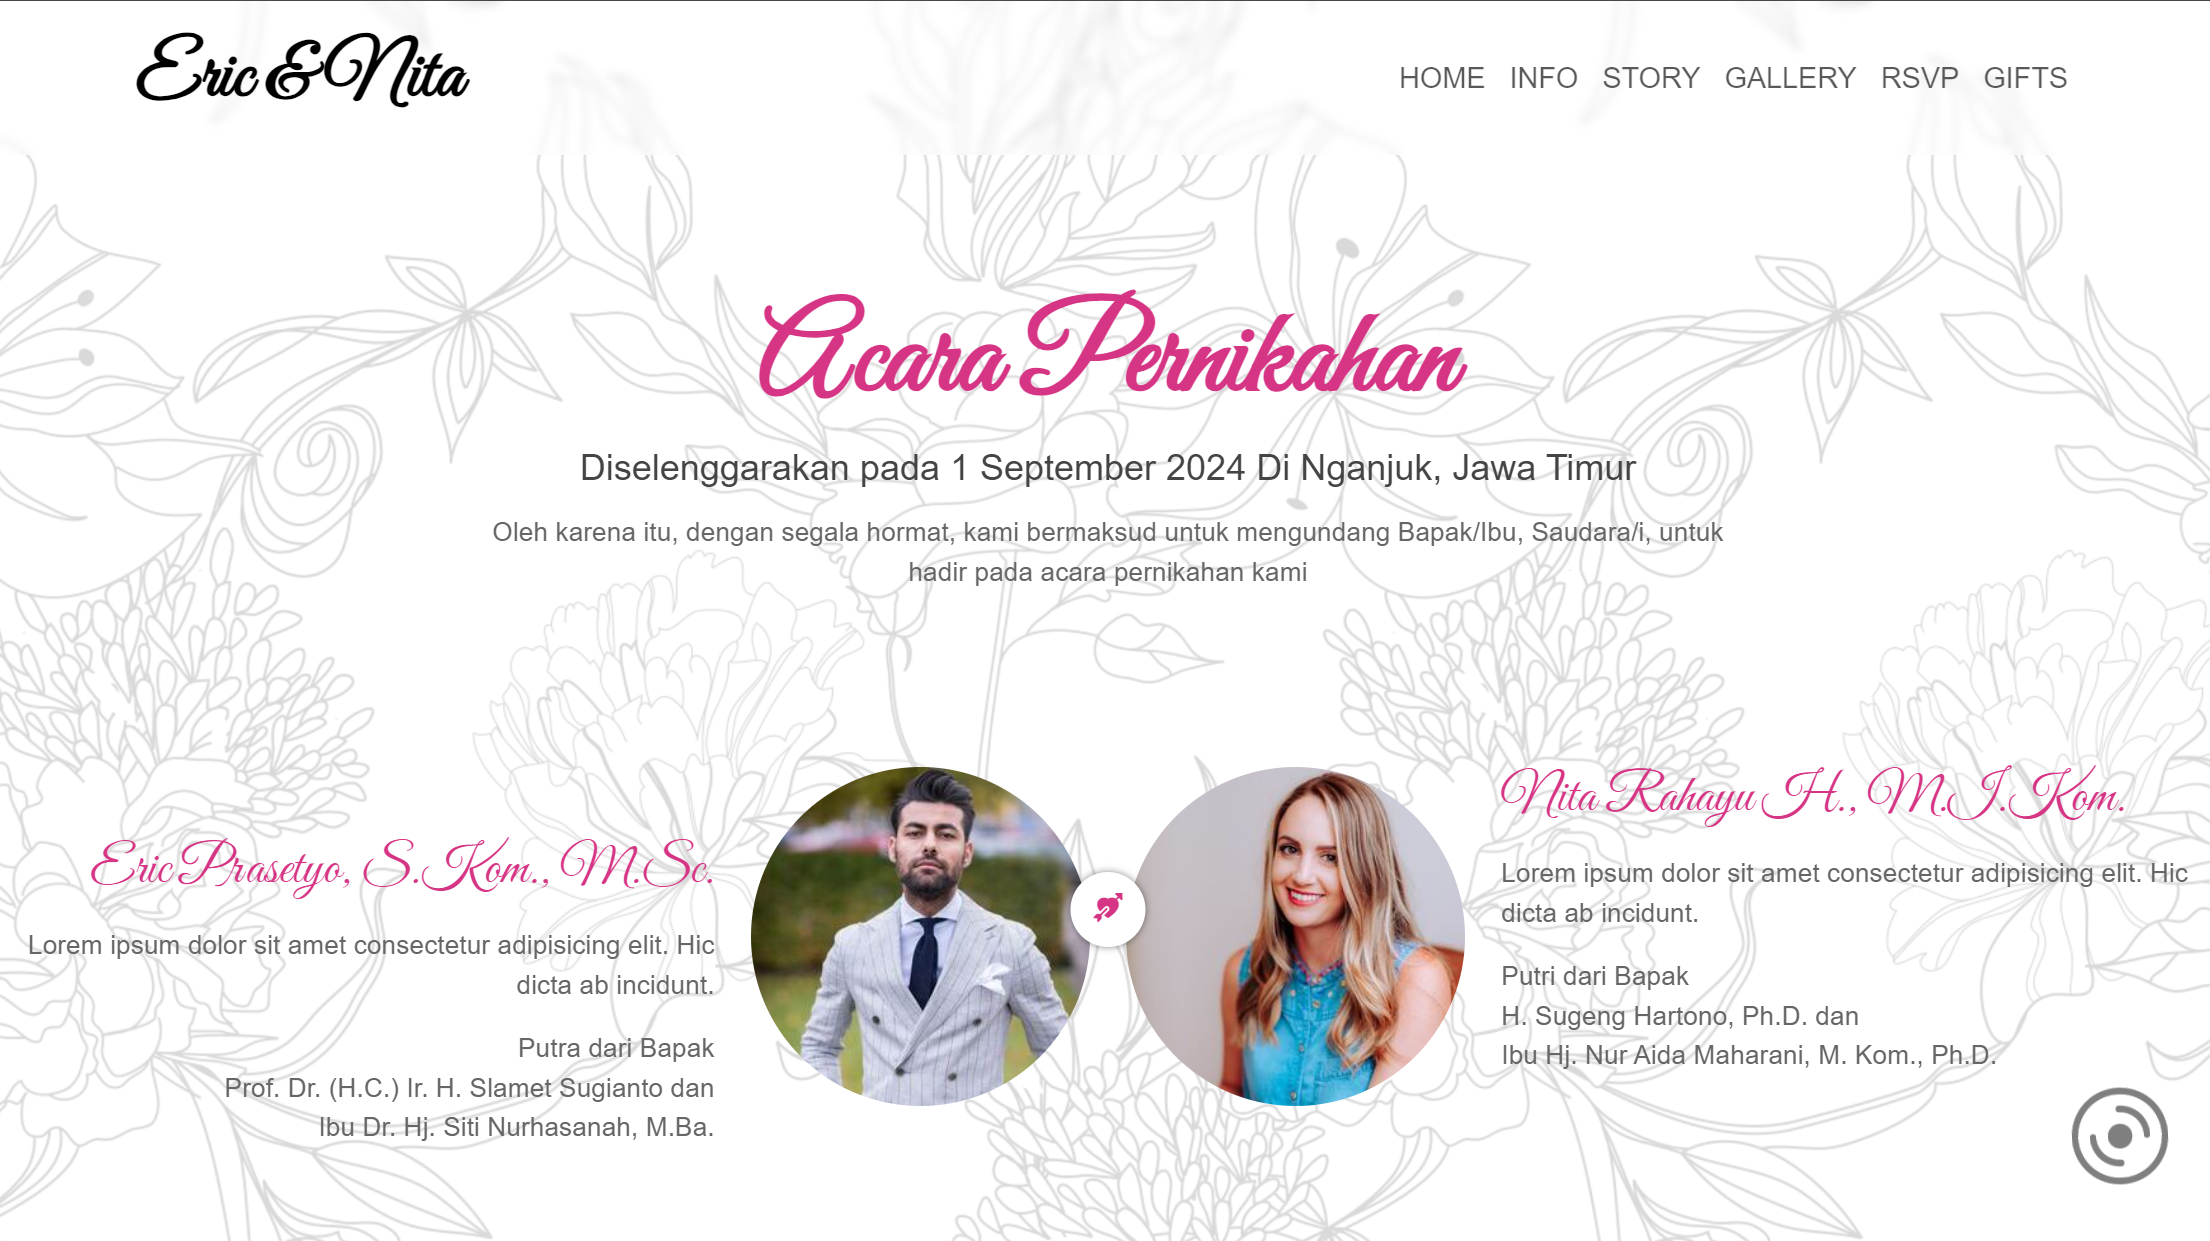 Eric & Nita
HOME INFO STORY GALLERY RSVP GIFTS
Acara Pernikahan
Diselenggarakan pada 1 September 2024 Di Nganjuk, Jawa Timur
Oleh karena itu, dengan segala hormat, kami bermaksud untuk mengundang Bapak/Ibu, Saudara/i, untuk
hadir pada acara pernikahan kami
Eric Prasetyo, S.Kom., M.Sc.
Lorem ipsum dolor sit amet consectetur adipisicing elit. Hic
dicta ab incidunt.
Putra dari Bapak
Prof. Dr. (H.C.) Ir. H. Slamet Sugianto dan
Ibu Dr. Hj. Siti Nurhasanah, M.Ba.
Nita Rahayu H., M.I.Kom.
Lorem ipsum dolor sit amet consectetur adipisicing elit. Hic
dicta ab incidunt.
Putri dari Bapak
H. Sugeng Hartono, Ph.D. dan
Ibu Hj. Nur Aida Maharani, M. Kom., Ph.D.